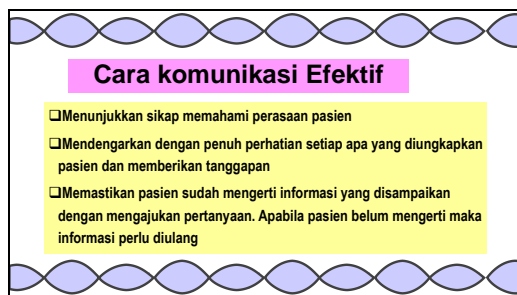 Cara komunikasi Efektif
❑Menunjukkan sikap memahami perasaan pasien
❑Mendengarkan dengan penuh perhatian setiap apa yang diungkapkan
pasien dan memberikan tanggapan
❑Memastikan pasien sudah mengerti informasi yang disampaikan
dengan mengajukan pertanyaan. Apabila pasien belum mengerti maka
informasi perlu diulang